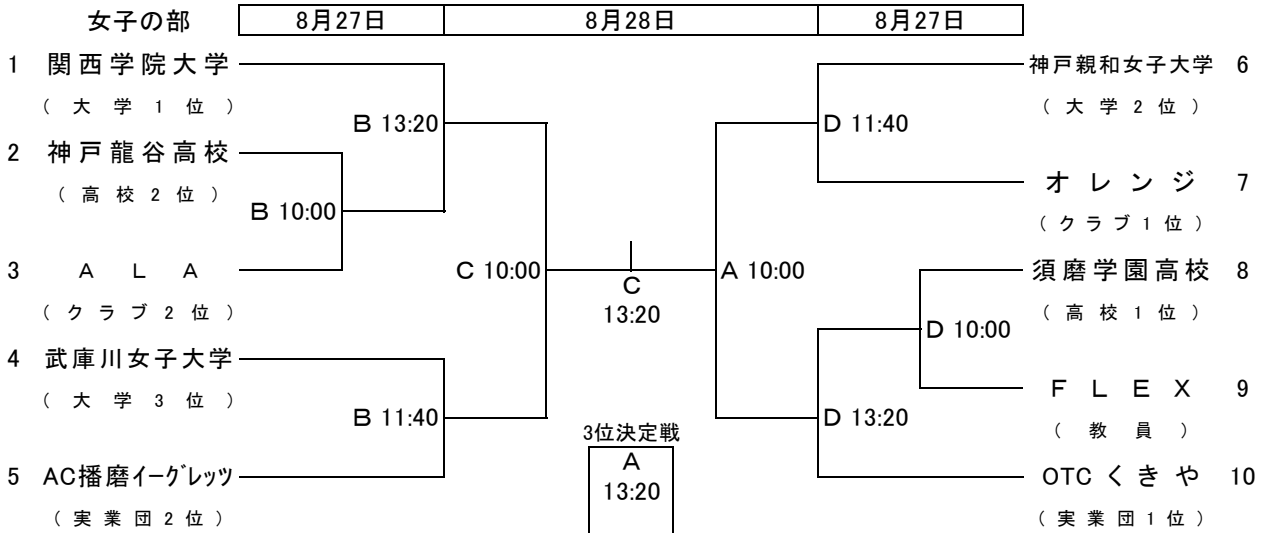 女子の部 8月27日 8月28日 8月27日
1 関西学院大学
(大学1位)
B 13:20
2 神戸龍谷高校
(高校2位)
B 10:00
3 ALA
(クラブ2位)
C 10:00
4 武庫川女子大学
(大学3位)
B 11:40
5 AC播磨イーグレッツ
(実業団2位)
C
13:20
3位決定戦
A
13:20
神戸親和女子大学 6
(大学2位)
D 11:40
オレンジ 7
(クラブ1位)
A 10:00
須磨学園高校 8
(高校1位)
D 10:00
FLEX 9
(教員)
D 13:20
OTCくきや 10
(実業団1位)